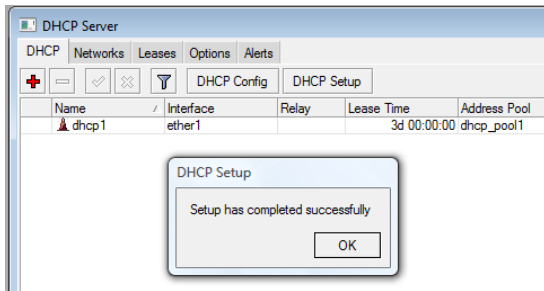 DHCP Server
DHCP Networks Leases Options Alerts
DHCP Config DHCP Setup
Name Interface Relay Lease Time Address Pool
dhcp1 ether1 3d 00:00:00 dhcp_pool1
DHCP Setup
Setup has completed successfully
OK